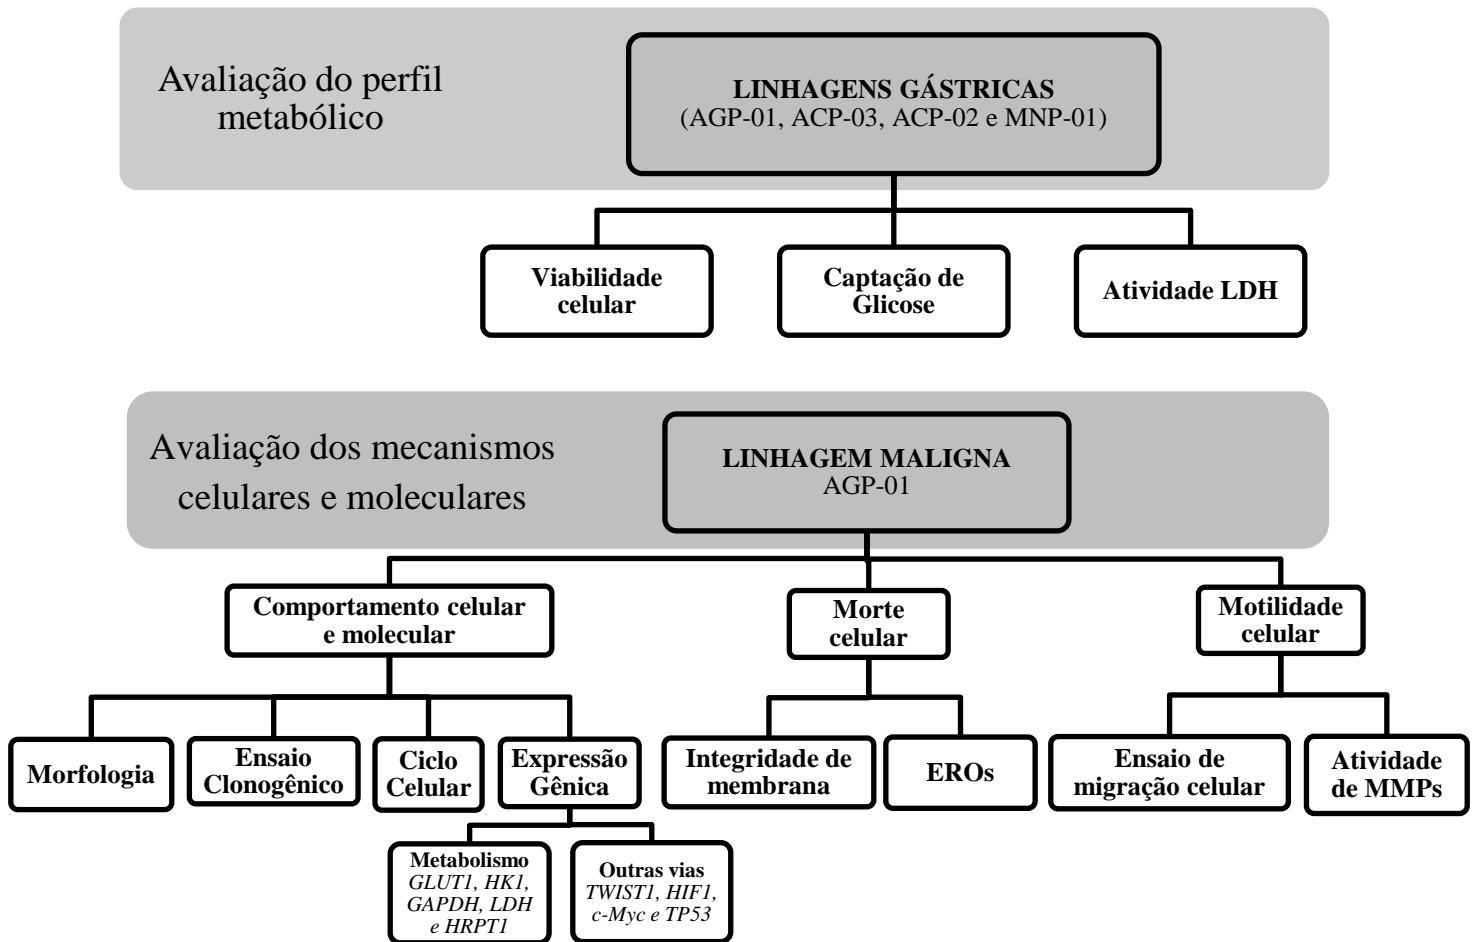 Avaliação do perfil
metabólico
LINHAGENS GÁSTRICAS
(AGP-01, ACP-03, ACP-02 e MNP-01)
Viabilidade
celular
Captação de
Glicose
Atividade LDH
Avaliação dos mecanismos
celulares e moleculares
LINHAGEM MALIGNA
AGP-01
Comportamento celular
e molecular
Morte
celular
Motilidade
celular
Morfologia
Ensaio
Clonogênico
Ciclo
Celular
Expressão
Gênica
Integridade de
membrana
EROs
Ensaio de
migração celular
Atividade
de MMPs
Metabolismo
GLUT1, HK1,
GAPDH, LDH
e HRPT1
Outras vias
TWIST1, HIF1,
c-Myc e TP53